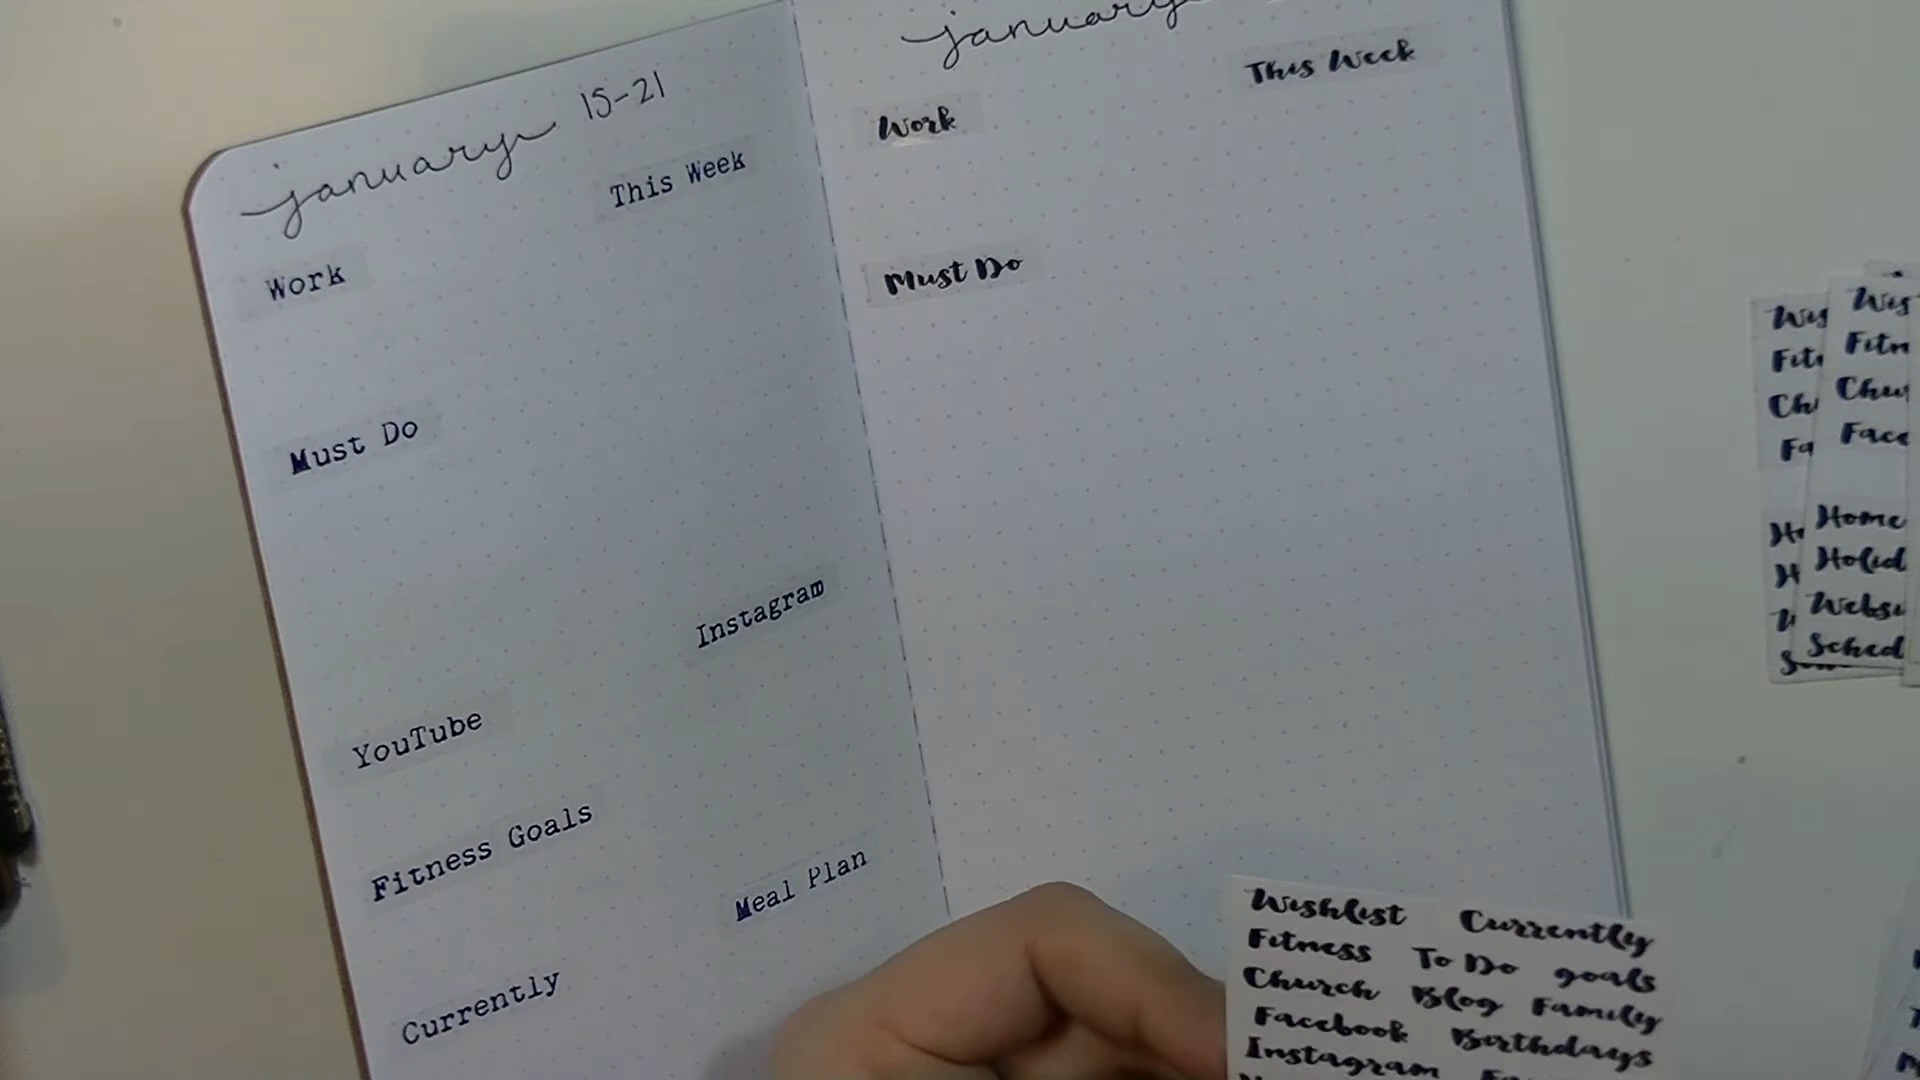 january 15-21
This Week
Work
Must Do
Instagram
YouTube
Fitness Goals
Meal Plan
Currently
january
This Week
Work
Must Do
Home
Wishlist Currently
Fitness To Do goals
Church Blog Family
Facebook Birthdays
Instagram